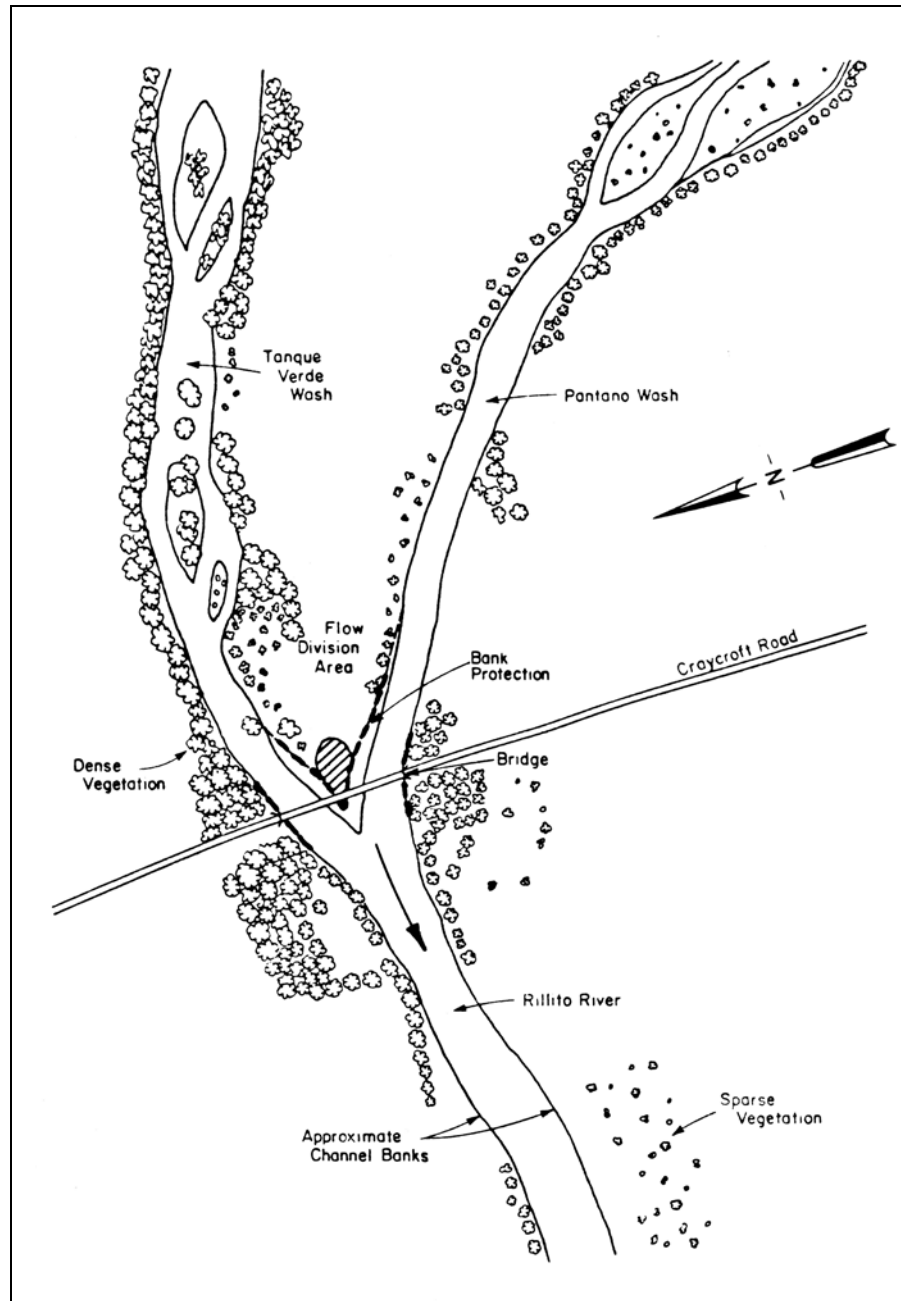 Tanque
Verde
Wash
Pantano Wash
N
Craycroft Road
Flow
Division
Area
Bank
Protection
Dense
Vegetation
Bridge
Rillito River
Sparse
Vegetation
Approximate
Channel Banks